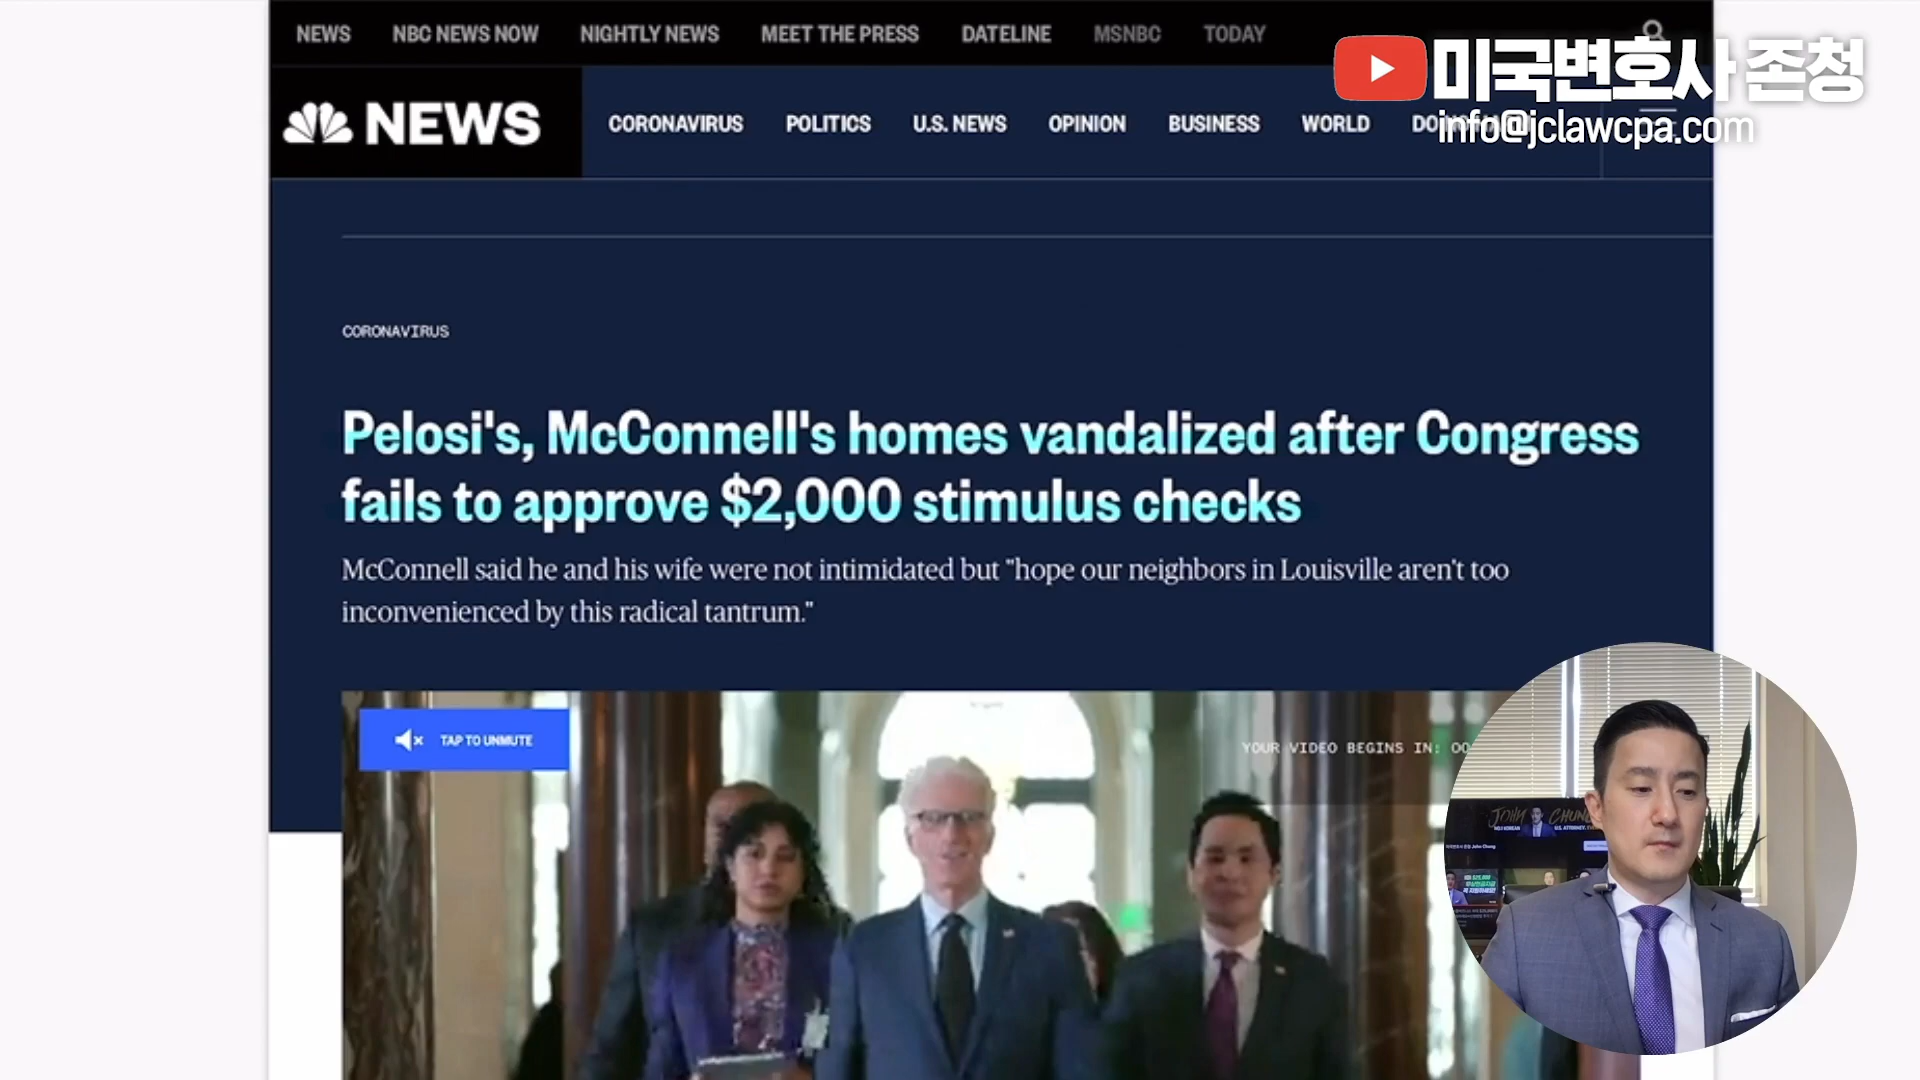 NEWS NBC NEWS NOW NIGHTLY NEWS MEET THE PRESS DATELINE MSNBC TODAY
미국변호사 존청
info@jclawcpa.com
NEWS
CORONAVIRUS POLITICS U.S. NEWS OPINION BUSINESS WORLD
CORONAVIRUS
Pelosi's, McConnell's homes vandalized after Congress
fails to approve $2,000 stimulus checks
McConnell said he and his wife were not intimidated but "hope our neighbors in Louisville aren't too
inconvenienced by this radical tantrum."
TAP TO UNMUTE
YOUR VIDEO BEGINS IN:
JOHN CHUNG